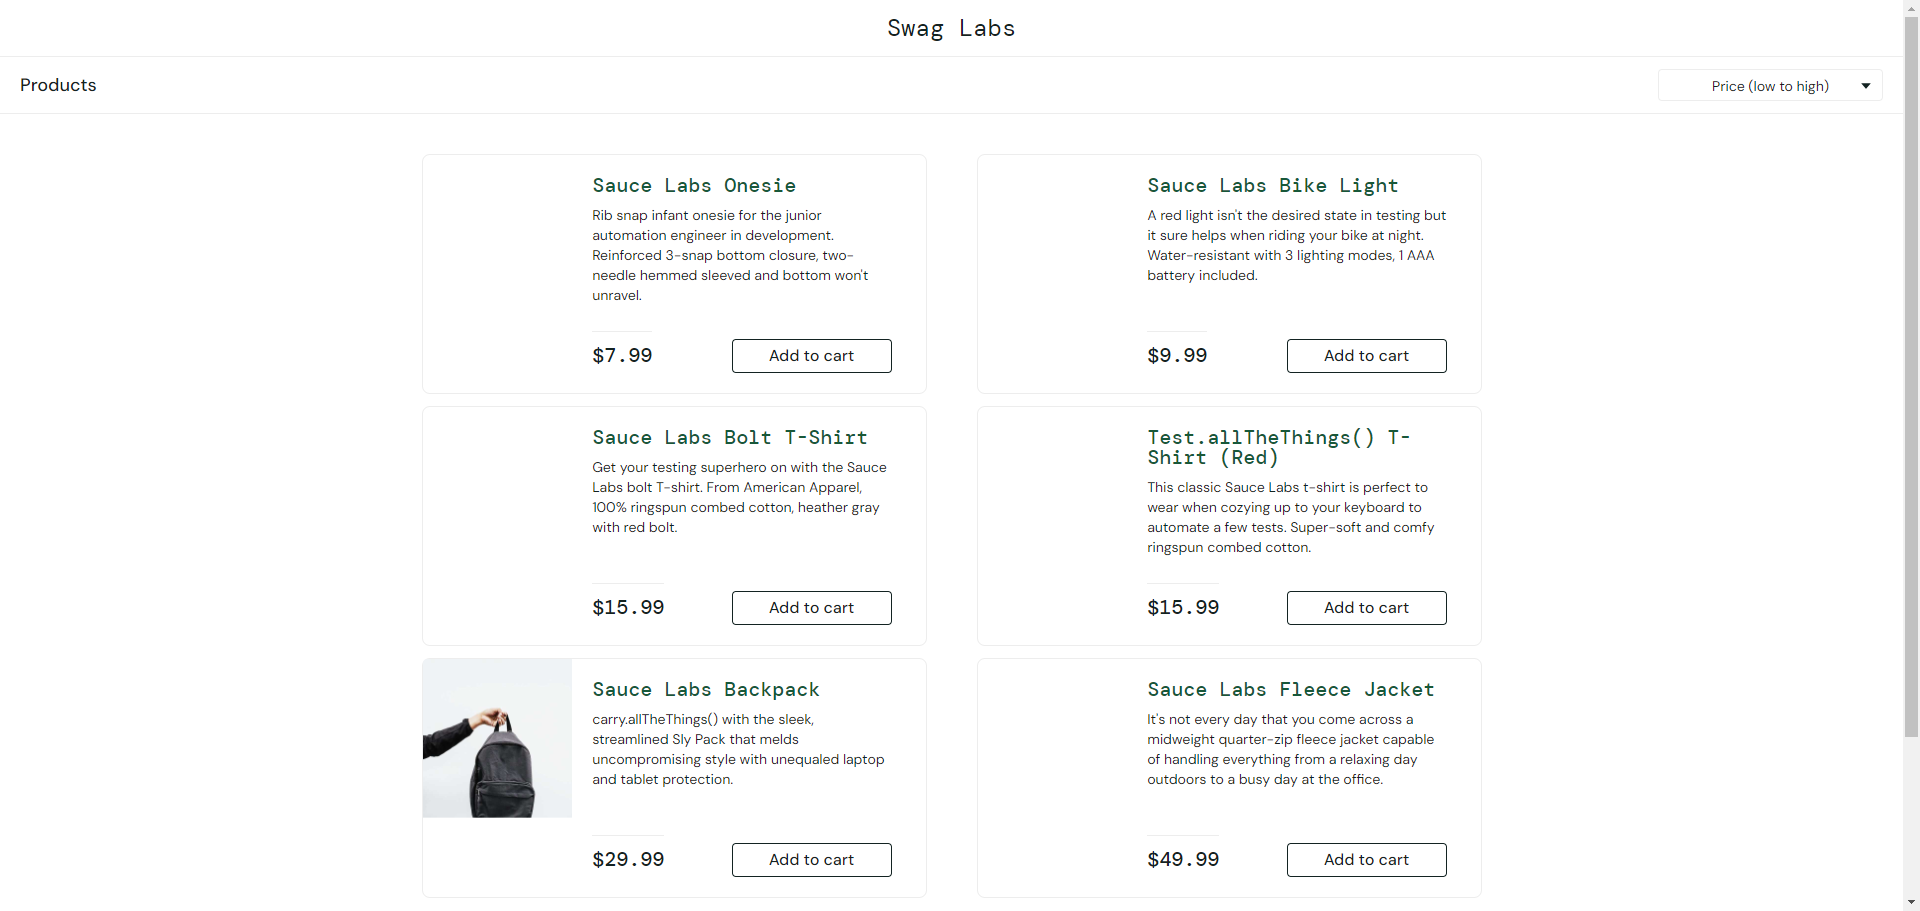 Swag Labs
Products
Price (low to high)
Sauce Labs Onesie
Rib snap infant onesie for the junior
automation engineer in development.
Reinforced 3-snap bottom closure, two-
needle hemmed sleeved and bottom won't
unravel.
$7.99
Add to cart
Sauce Labs Bike Light
A red light isn't the desired state in testing but
it sure helps when riding your bike at night.
Water-resistant with 3 lighting modes, 1 AAA
battery included.
$9.99
Add to cart
Sauce Labs Bolt T-Shirt
Get your testing superhero on with the Sauce
Labs bolt T-shirt. From American Apparel,
100% ringspun combed cotton, heather gray
with red bolt.
$15.99
Add to cart
Test.allTheThings() T-
Shirt (Red)
This classic Sauce Labs t-shirt is perfect to
wear when cozying up to your keyboard to
automate a few tests. Super-soft and comfy
ringspun combed cotton.
$15.99
Add to cart
Sauce Labs Backpack
carry.allTheThings() with the sleek,
streamlined Sly Pack that melds
uncompromising style with unequaled laptop
and tablet protection.
$29.99
Add to cart
Sauce Labs Fleece Jacket
It's not every day that you come across a
midweight quarter-zip fleece jacket capable
of handling everything from a relaxing day
outdoors to a busy day at the office.
$49.99
Add to cart